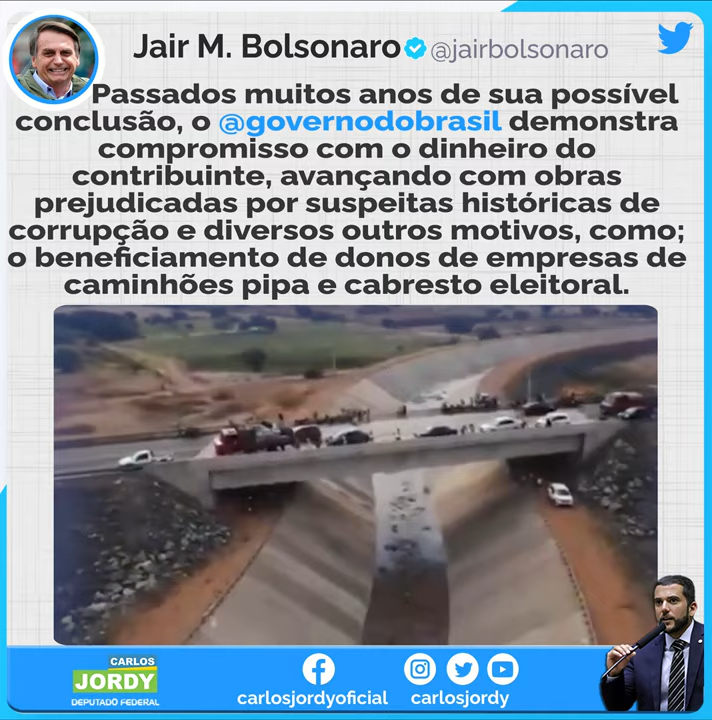 Jair M. Bolsonaro @jairbolsonaro
Passados muitos anos de sua possível
conclusão, o @governodobrasil demonstra
compromisso com o dinheiro do
contribuinte, avançando com obras
prejudicadas por suspeitas históricas de
corrupção e diversos outros motivos, como;
o beneficiamento de donos de empresas de
caminhões pipa e cabresto eleitoral.
CARLOS
JORDY
DEPUTADO FEDERAL
carlosjordyoficial
carlosjordy